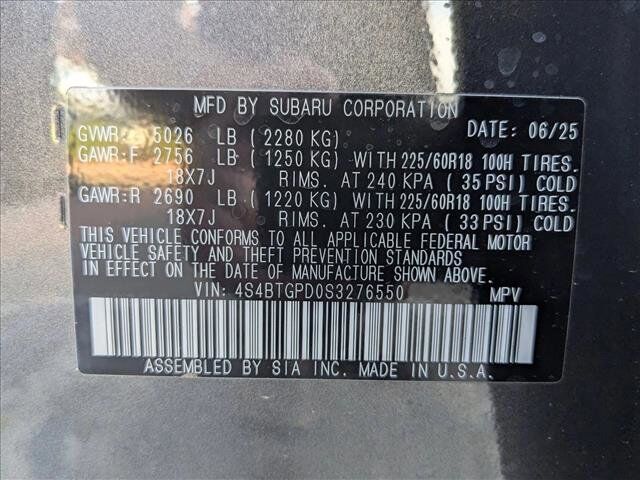 MFD BY SUBARU CORPORATION
GVWR: 5026 LB ( 2280 KG) DATE: 06/25
GAWR:F 2756 LB ( 1250 KG) WITH 225/60R18 100H TIRES.
18X7J RIMS. AT 240 KPA ( 35 PSI) COLD
GAWR:R 2690 LB ( 1220 KG) WITH 225/60R18 100H TIRES.
18X7J RIMS. AT 230 KPA ( 33 PSI) COLD
THIS VEHICLE CONFORMS TO ALL APPLICABLE FEDERAL MOTOR
VEHICLE SAFETY AND THEFT PREVENTION STANDARDS
IN EFFECT ON THE DATE OF MANUFACTURE SHOWN ABOVE.
VIN: 4S4BTGPD0S3276550 MPV
ASSEMBLED BY SIA INC. MADE IN U.S.A.